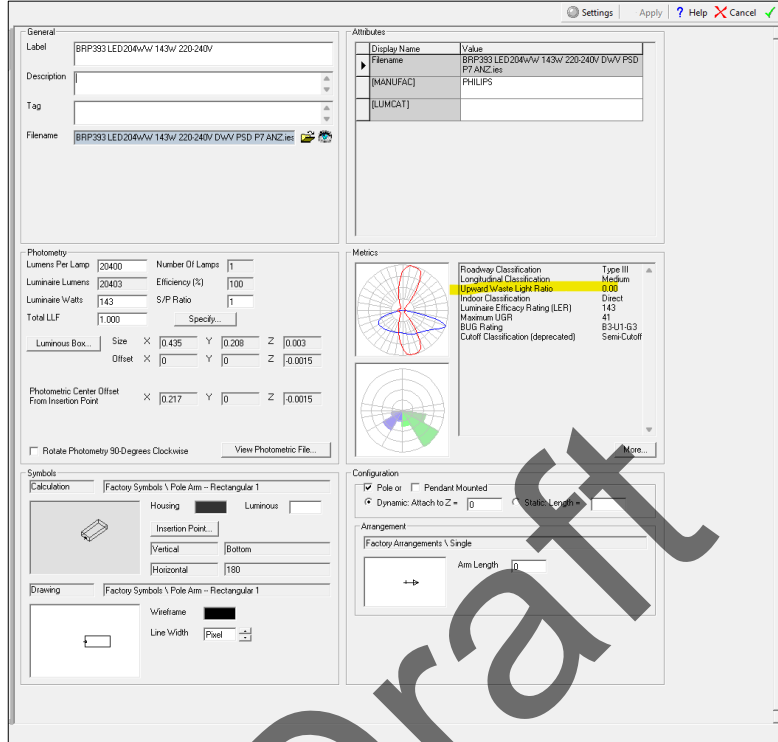 Settings Apply ? Help Cancel
General
Label BRP393 LED204WW 143W 220-240V
Description
Tag
Filename BRP393 LED204WW 143W 220-240V DWV PSD P7 ANZ.ies
Attributes
Display Name Value
Filename BRP393 LED204WW 143W 220-240V DWV PSD
P7 ANZ.ies
[MANUFAC] PHILIPS
[LUMCAT]
Photometry
Lumens Per Lamp 20400 Number Of Lamps 1
Luminaire Lumens 20403 Efficiency (%) 100
Luminaire Watts 143 S/P Ratio 1
Total LLF 1.000 Specify...
Luminous Box... Size X 0.435 Y 0.208 Z 0.003
Offset X 0 Y 0 Z -0.0015
Photometric Center Offset
From Insertion Point X 0.217 Y 0 Z -0.0015
Rotate Photometry 90-Degrees Clockwise View Photometric File...
Metrics
Roadway Classification Type III
Longitudinal Classification Medium
Upward Waste Light Ratio 0.00
Indoor Classification Direct
Luminaire Efficacy Rating (LER) 143
Maximum UGR 41
BUG Rating B3-U1-G3
Cutoff Classification (deprecated) Semi-Cutoff
More...
Symbols
Calculation Factory Symbols \ Pole Arm -- Rectangular 1
Housing Luminous
Insertion Point...
Vertical Bottom
Horizontal 180
Drawing Factory Symbols \ Pole Arm -- Rectangular 1
Wireframe
Line Width Pixel
Configuration
Pole or Pendant Mounted
Dynamic: Attach to Z = 0 Static: Length =
Arrangement
Factory Arrangements \ Single
Arm Length 0
Draft